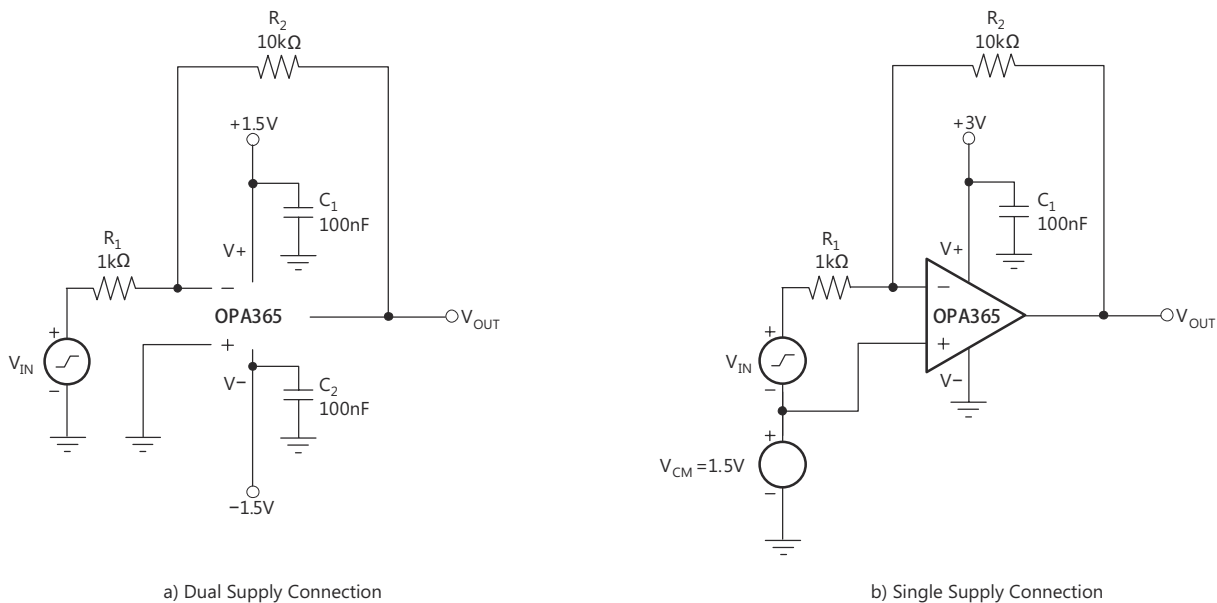 R2
10kΩ
+1.5V
C1
100nF
V+
R1
1kΩ
−
OPA365
VOUT
+
+
VIN
−
V−
C2
100nF
−1.5V
a) Dual Supply Connection
R2
10kΩ
+3V
C1
100nF
V+
R1
1kΩ
−
OPA365
VOUT
+
+
VIN
−
V−
+
VCM =1.5V
−
b) Single Supply Connection